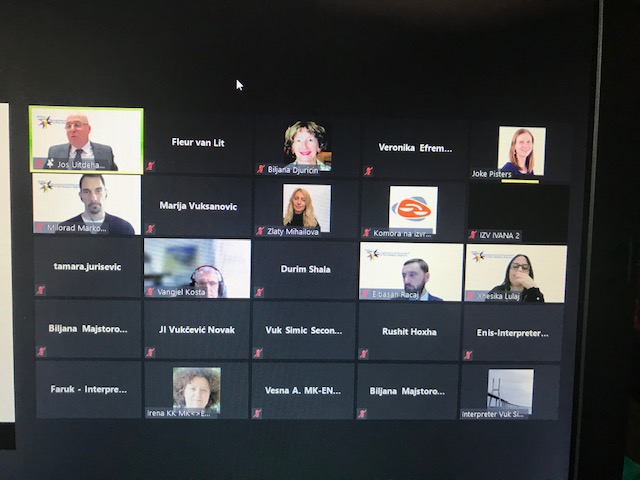 Jos Uitdeha...
Fleur van Lit
Biljana Djuricin
Veronika Efrem...
Joke Pisters
Milorad Marko...
Marija Vuksanovic
Zlaty Mihailova
Komora na izvr...
IZV IVANA 2
tamara.jurisevic
Vangjel Kosta
Durim Shala
Elbasan Racaj
Xhesika Lulaj
Biljana Majstoro...
JI Vukčević Novak
Vuk Simic Secon...
Rushit Hoxha
Enis-Interpreter...
Faruk - Interpre...
Irena KK MK<>E...
Vesna A. MK-EN...
Biljana Majstoro...
Interpreter Vuk Si...